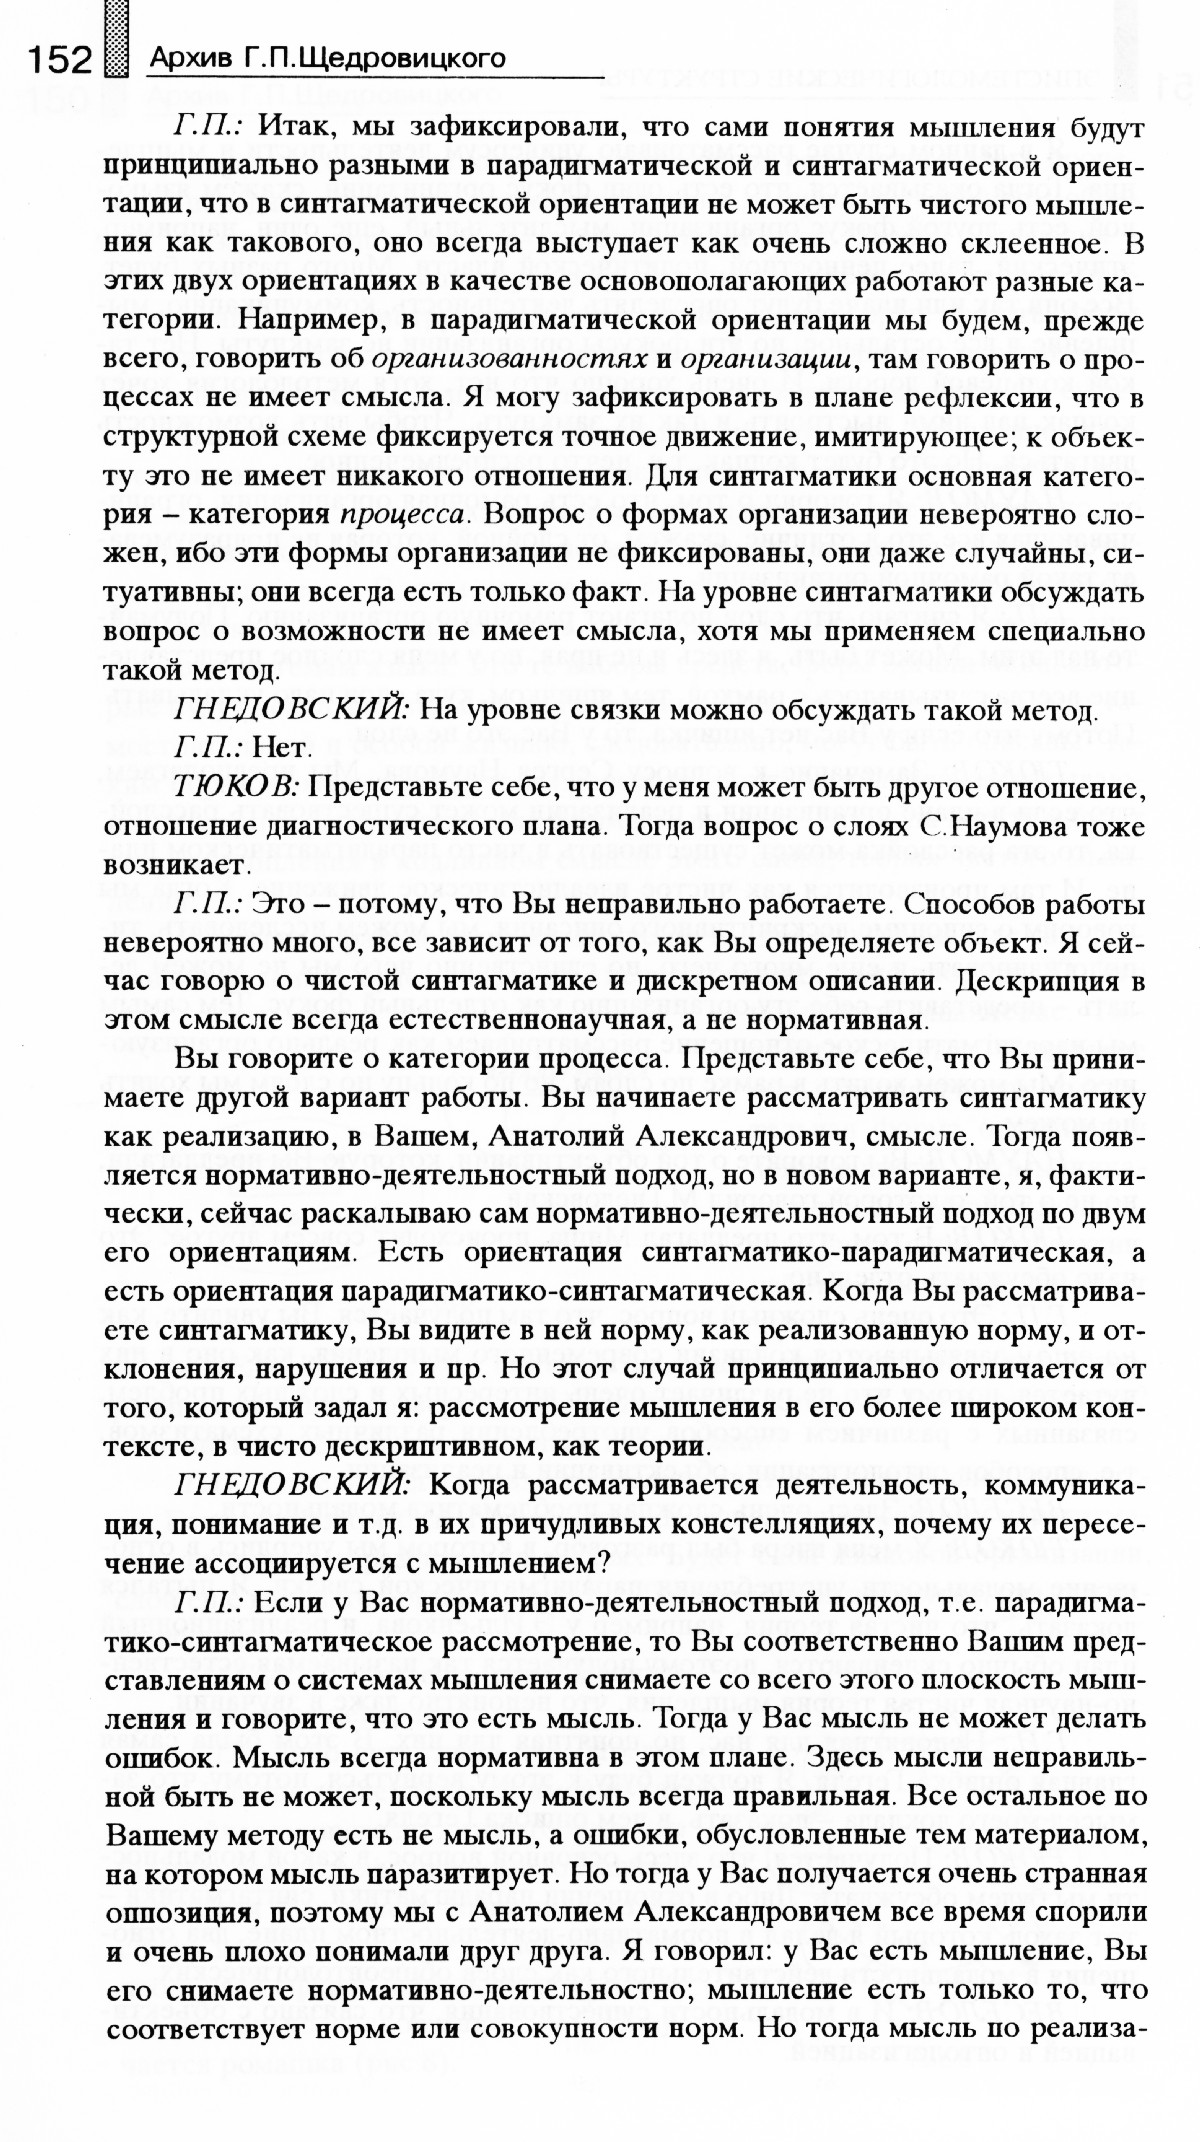 152 Архив Г.П.Щедровицкого
Г.П.: Итак, мы зафиксировали, что сами понятия мышления будут
принципиально разными в парадигматической и синтагматической ориен-
тации, что в синтагматической ориентации не может быть чистого мышле-
ния как такового, оно всегда выступает как очень сложно склеенное. В
этих двух ориентациях в качестве основополагающих работают разные ка-
тегории. Например, в парадигматической ориентации мы будем, прежде
всего, говорить об организованностях и организации, там говорить о про-
цессах не имеет смысла. Я могу зафиксировать в плане рефлексии, что в
структурной схеме фиксируется точное движение, имитирующее; к объек-
ту это не имеет никакого отношения. Для синтагматики основная катего-
рия – категория процесса. Вопрос о формах организации невероятно сло-
жен, ибо эти формы организации не фиксированы, они даже случайны, си-
туативны; они всегда есть только факт. На уровне синтагматики обсуждать
вопрос о возможности не имеет смысла, хотя мы применяем специально
такой метод.
ГНЕДОВСКИЙ: На уровне связки можно обсуждать такой метод.
Г.П.: Нет.
ТЮКОВ: Представьте себе, что у меня может быть другое отношение,
отношение диагностического плана. Тогда вопрос о слоях С.Наумова тоже
возникает.
Г.П.: Это – потому, что Вы неправильно работаете. Способов работы
невероятно много, все зависит от того, как Вы определяете объект. Я сей-
час говорю о чистой синтагматике и дискретном описании. Дескрипция в
этом смысле всегда естественнонаучная, а не нормативная.
Вы говорите о категории процесса. Представьте себе, что Вы прини-
маете другой вариант работы. Вы начинаете рассматривать синтагматику
как реализацию, в Вашем, Анатолий Александрович, смысле. Тогда появ-
ляется нормативно-деятельностный подход, но в новом варианте, я, факти-
чески, сейчас раскалываю сам нормативно-деятельностный подход по двум
его ориентациям. Есть ориентация синтагматико-парадигматическая, а
есть ориентация парадигматико-синтагматическая. Когда Вы рассматрива-
ете синтагматику, Вы видите в ней норму, как реализованную норму, и от-
клонения, нарушения и пр. Но этот случай принципиально отличается от
того, который задал я: рассмотрение мышления в его более широком кон-
тексте, в чисто дескриптивном, как теории.
ГНЕДОВСКИЙ: Когда рассматривается деятельность, коммуника-
ция, понимание и т.д. в их причудливых констелляциях, почему их пересе-
чение ассоциируется с мышлением?
Г.П.: Если у Вас нормативно-деятельностный подход, т.е. парадигма-
тико-синтагматическое рассмотрение, то Вы соответственно Вашим пред-
ставлениям о системах мышления снимаете со всего этого плоскость мыш-
ления и говорите, что это есть мысль. Тогда у Вас мысль не может делать
ошибок. Мысль всегда нормативна в этом плане. Здесь мысли неправиль-
ной быть не может, поскольку мысль всегда правильная. Все остальное по
Вашему методу есть не мысль, а ошибки, обусловленные тем материалом,
на котором мысль паразитирует. Но тогда у Вас получается очень странная
оппозиция, поэтому мы с Анатолием Александровичем все время спорили
и очень плохо понимали друг друга. Я говорил: у Вас есть мышление, Вы
его снимаете нормативно-деятельностно; мышление есть только то, что
соответствует норме или совокупности норм. Но тогда мысль по реализа-